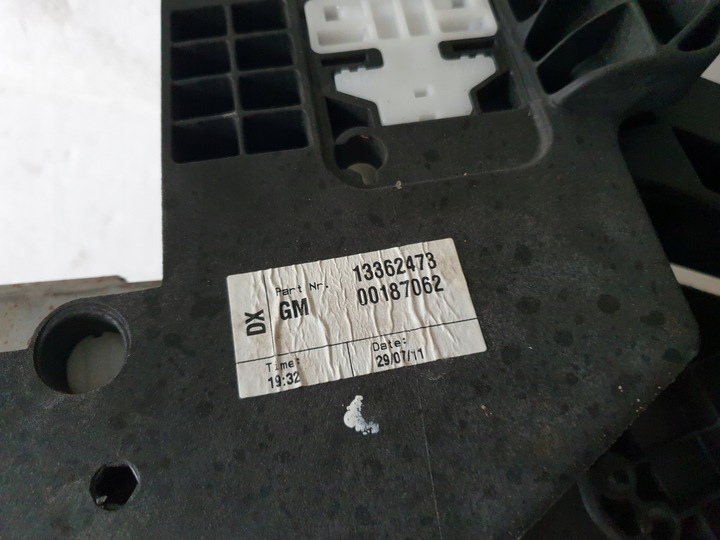 DX
Part Nr. 13362473
GM 00187062
Time: Date:
19:32 29/07/11